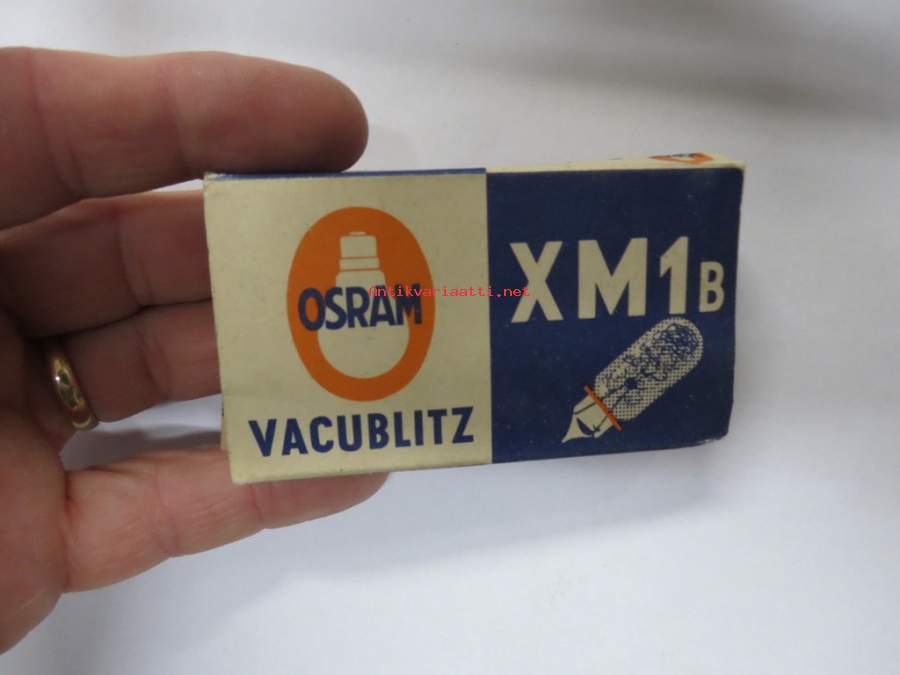 OSRAM
VACUBLITZ
XM1B
Antikvariaatti.net